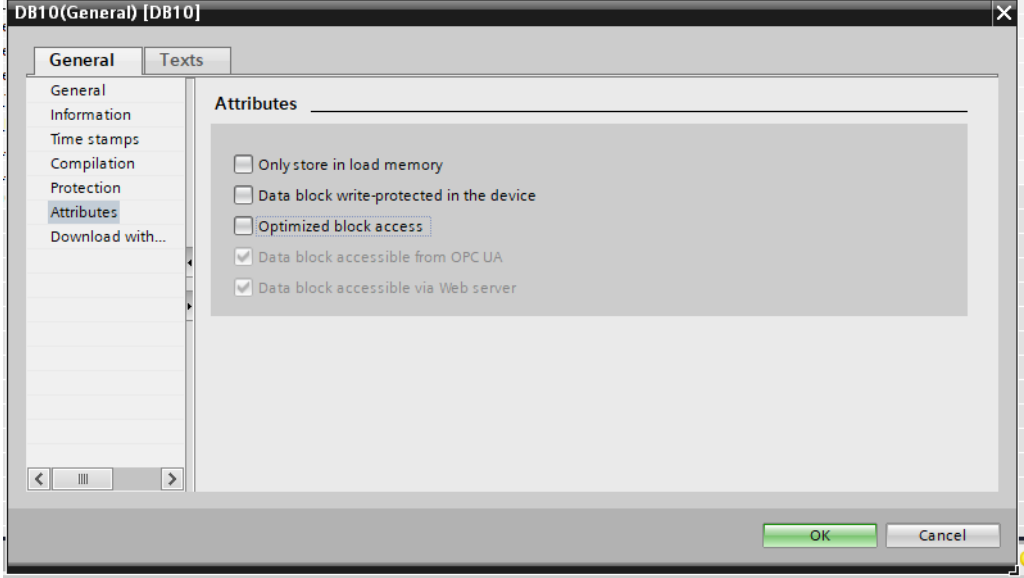 DB10(General) [DB10]
General
Texts
General
Information
Time stamps
Compilation
Protection
Attributes
Download with...
Attributes
Only store in load memory
Data block write-protected in the device
Optimized block access
Data block accessible from OPC UA
Data block accessible via Web server
OK
Cancel